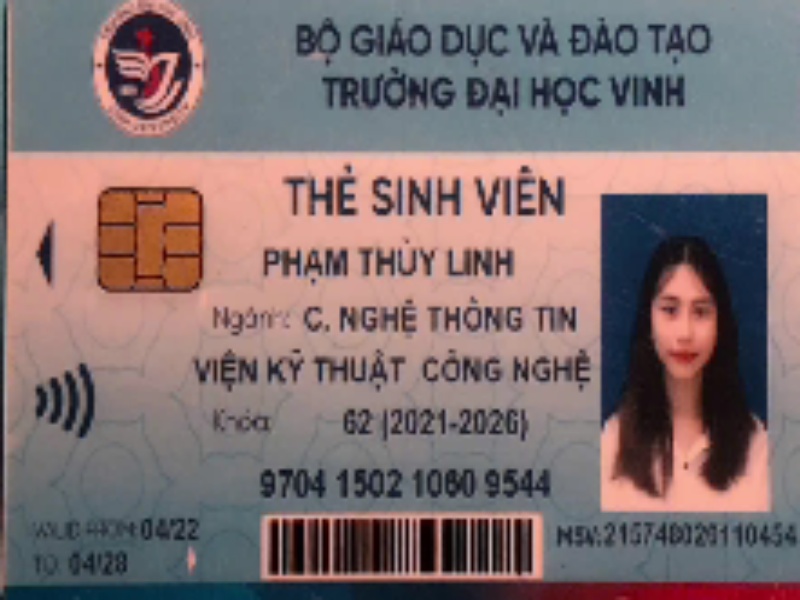 BỘ GIÁO DỤC VÀ ĐÀO TẠO
TRƯỜNG ĐẠI HỌC VINH
THẺ SINH VIÊN
PHẠM THÙY LINH
Ngành: C. NGHỆ THÔNG TIN
VIỆN KỸ THUẬT CÔNG NGHỆ
Khóa: 62 (2021-2026)
9704 1502 1060 9544
VALID FROM: 04/22
TO: 04/28
MSV:215748020110454